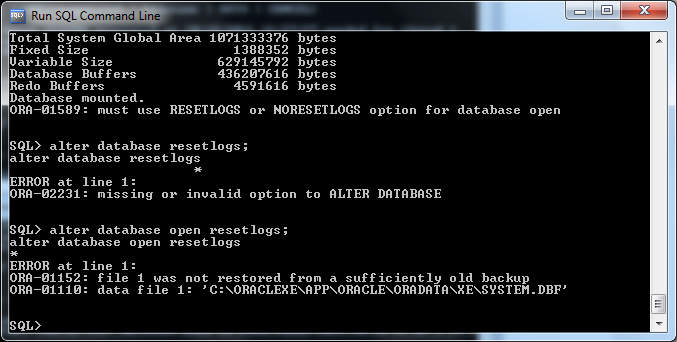 Run SQL Command Line
Total System Global Area 1071333376 bytes
Fixed Size 1388352 bytes
Variable Size 629145792 bytes
Database Buffers 436207616 bytes
Redo Buffers 4591616 bytes
Database mounted.
ORA-01589: must use RESETLOGS or NORESETLOGS option for database open
SQL> alter database resetlogs;
alter database resetlogs
*
ERROR at line 1:
ORA-02231: missing or invalid option to ALTER DATABASE
SQL> alter database open resetlogs;
alter database open resetlogs
*
ERROR at line 1:
ORA-01152: file 1 was not restored from a sufficiently old backup
ORA-01110: data file 1: 'C:\ORACLEXE\APP\ORACLE\ORADATA\XE\SYSTEM.DBF'
SQL>